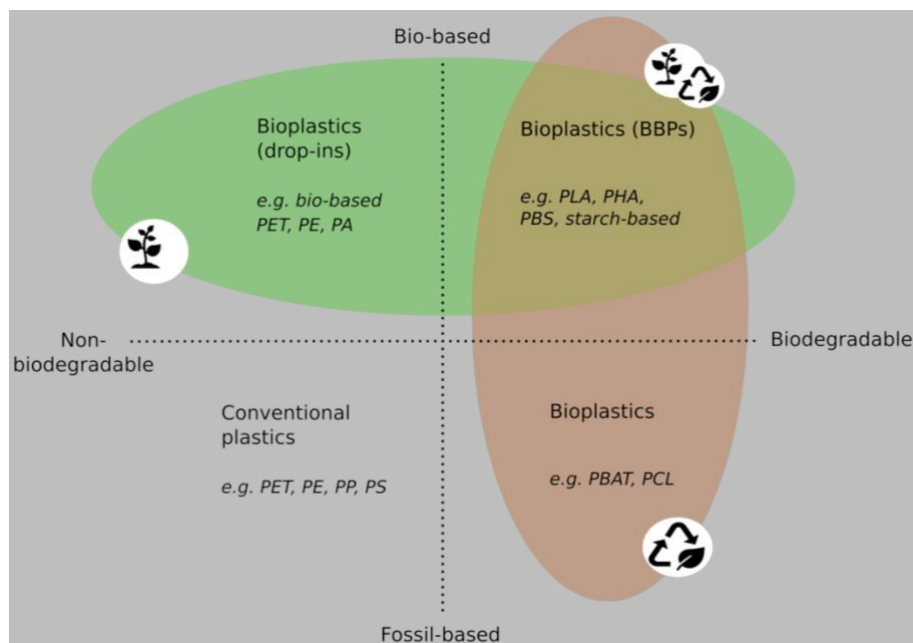 Bio-based
Bioplastics
(drop-ins)
e.g. bio-based
PET, PE, PA
Bioplastics (BBPs)
e.g. PLA, PHA,
PBS, starch-based
Non-
biodegradable
Biodegradable
Conventional
plastics
e.g. PET, PE, PP, PS
Bioplastics
e.g. PBAT, PCL
Fossil-based